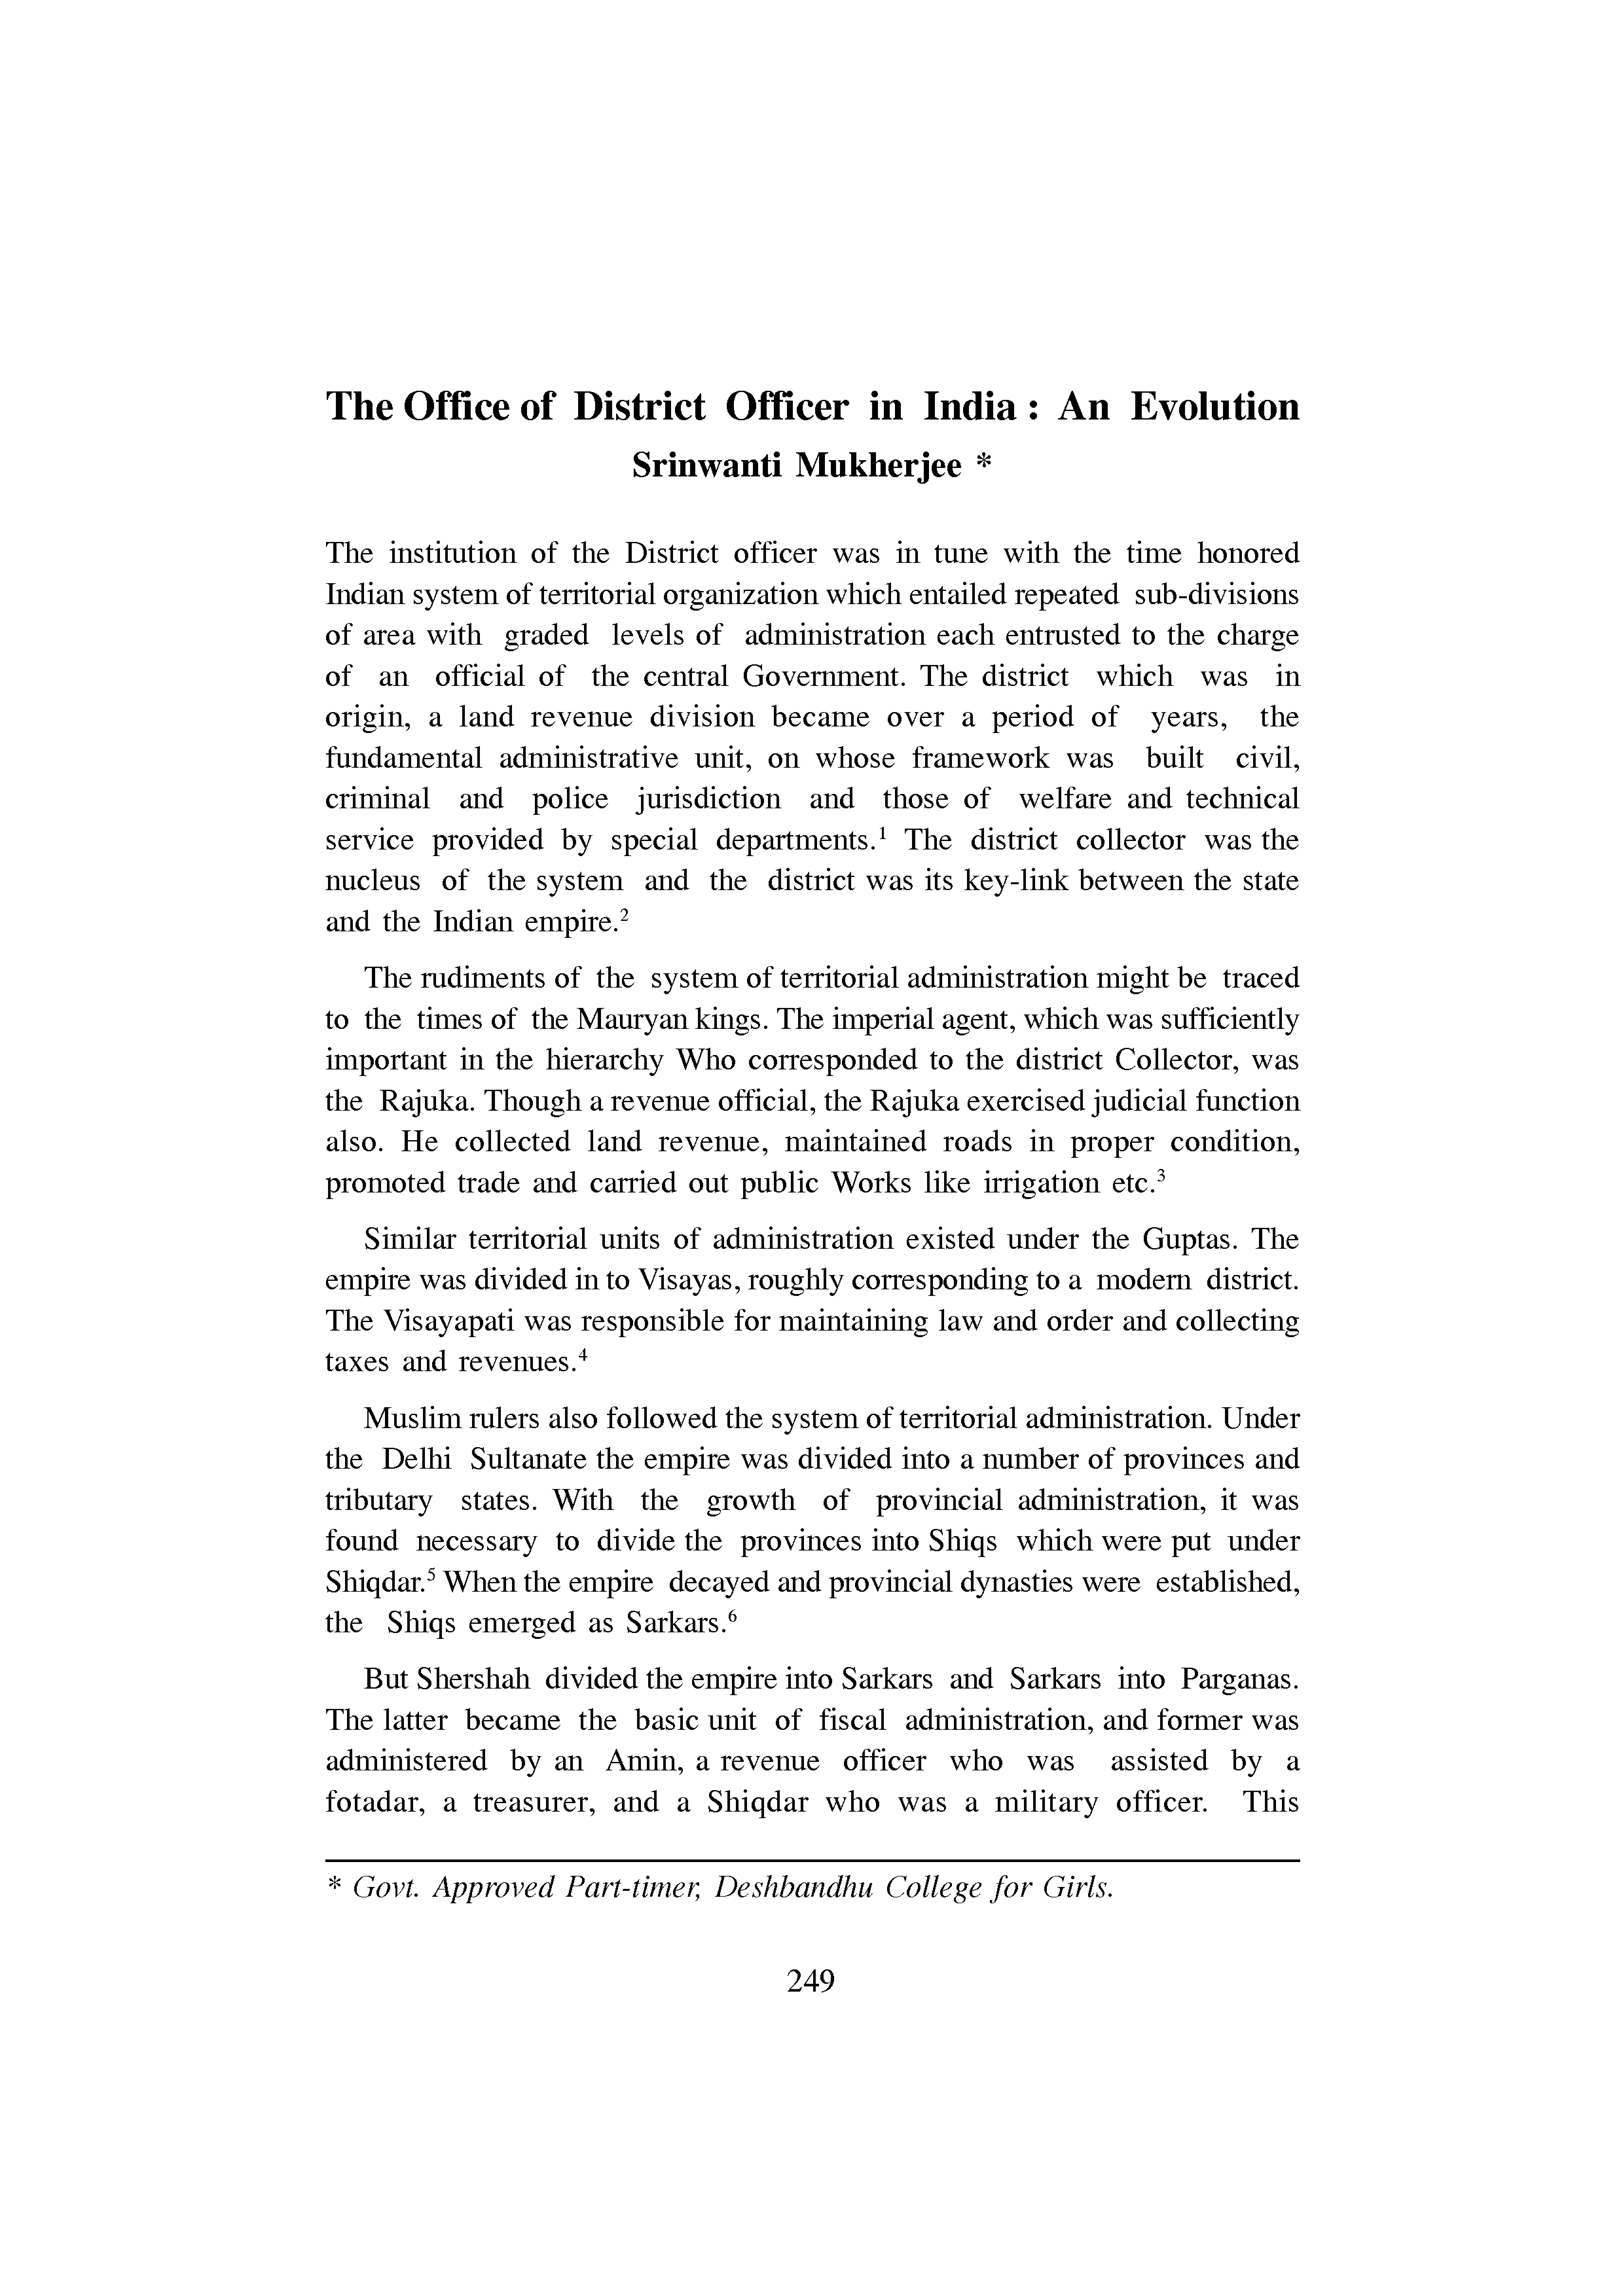 The Office of District Officer in India : An Evolution
Srinwanti Mukherjee *
The institution of the District officer was in tune with the time honored
Indian system of territorial organization which entailed repeated sub-divisions
of area with graded levels of administration each entrusted to the charge
of an official of the central Government. The district which was in
origin, a land revenue division became over a period of years, the
fundamental administrative unit, on whose framework was built civil,
criminal and police jurisdiction and those of welfare and technical
service provided by special departments.¹ The district collector was the
nucleus of the system and the district was its key-link between the state
and the Indian empire.²
The rudiments of the system of territorial administration might be traced
to the times of the Mauryan kings. The imperial agent, which was sufficiently
important in the hierarchy Who corresponded to the district Collector, was
the Rajuka. Though a revenue official, the Rajuka exercised judicial function
also. He collected land revenue, maintained roads in proper condition,
promoted trade and carried out public Works like irrigation etc.³
Similar territorial units of administration existed under the Guptas. The
empire was divided in to Visayas, roughly corresponding to a modern district.
The Visayapati was responsible for maintaining law and order and collecting
taxes and revenues.⁴
Muslim rulers also followed the system of territorial administration. Under
the Delhi Sultanate the empire was divided into a number of provinces and
tributary states. With the growth of provincial administration, it was
found necessary to divide the provinces into Shiqs which were put under
Shiqdar.⁵ When the empire decayed and provincial dynasties were established,
the Shiqs emerged as Sarkars.⁶
But Shershah divided the empire into Sarkars and Sarkars into Parganas.
The latter became the basic unit of fiscal administration, and former was
administered by an Amin, a revenue officer who was assisted by a
fotadar, a treasurer, and a Shiqdar who was a military officer. This
* Govt. Approved Part-timer, Deshbandhu College for Girls.
249